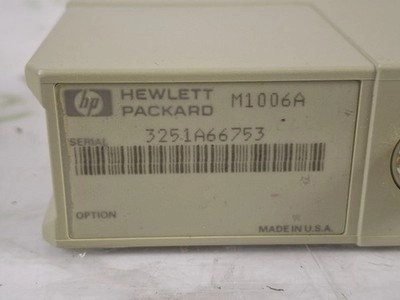 hp HEWLETT PACKARD M1006A
SERIAL 3251A66753
OPTION
MADE IN U.S.A.